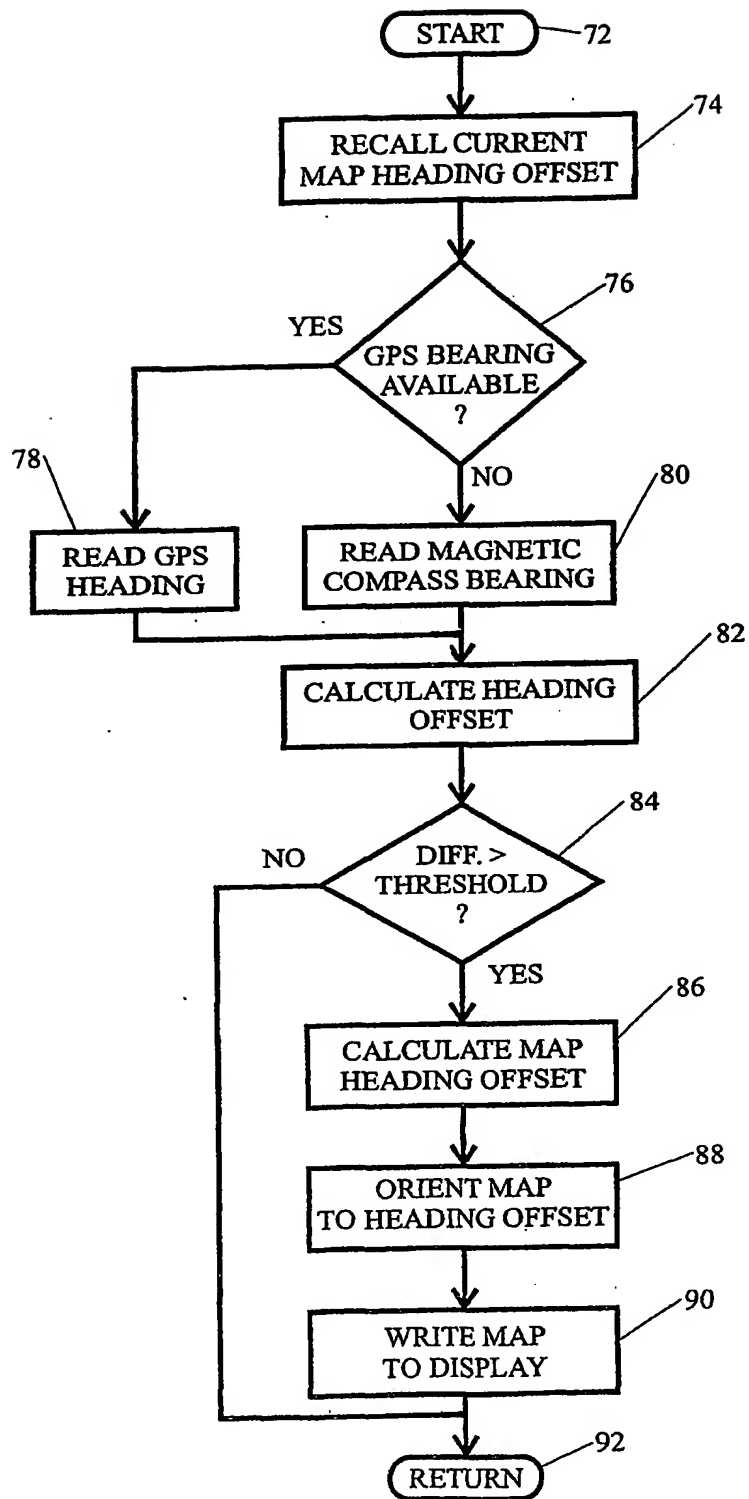 START
72
74
RECALL CURRENT
MAP HEADING OFFSET
76
YES
GPS BEARING
AVAILABLE
?
78
NO
80
READ GPS
HEADING
READ MAGNETIC
COMPASS BEARING
82
CALCULATE HEADING
OFFSET
84
NO
DIFF. >
THRESHOLD
?
YES
86
CALCULATE MAP
HEADING OFFSET
88
ORIENT MAP
TO HEADING OFFSET
90
WRITE MAP
TO DISPLAY
92
RETURN